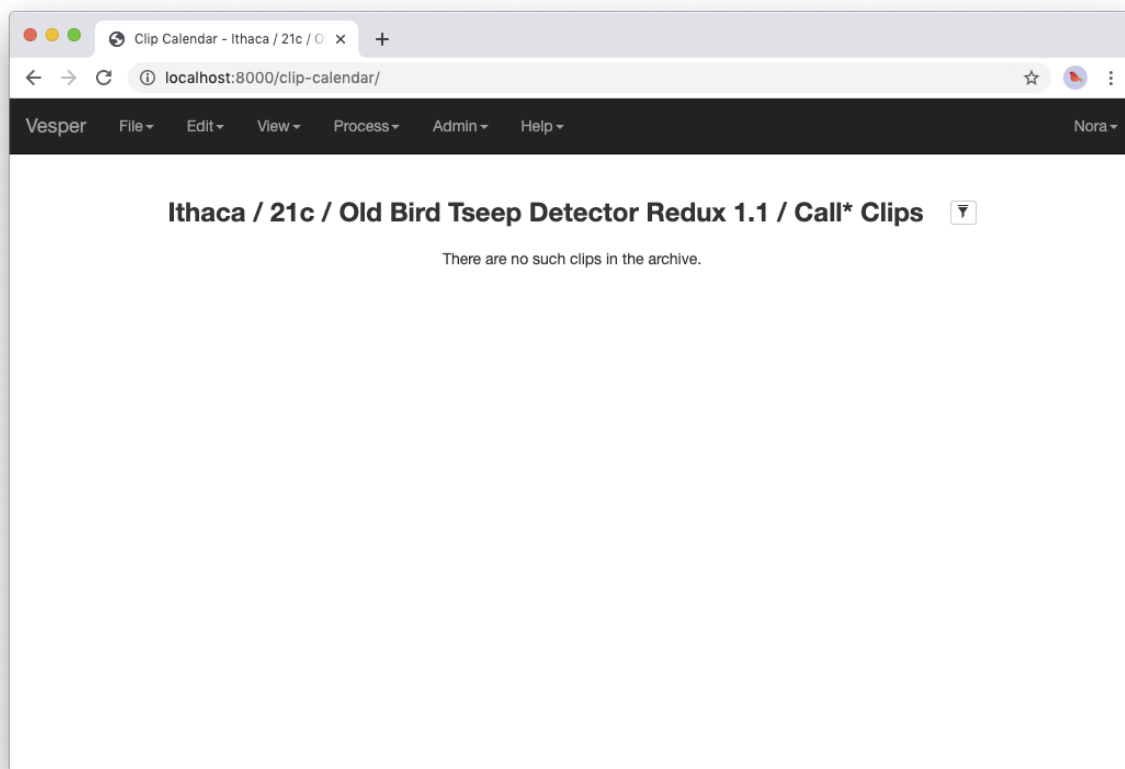 Clip Calendar - Ithaca / 21c / O
localhost:8000/clip-calendar/
Vesper File Edit View Process Admin Help Nora
Ithaca / 21c / Old Bird Tseep Detector Redux 1.1 / Call* Clips
There are no such clips in the archive.